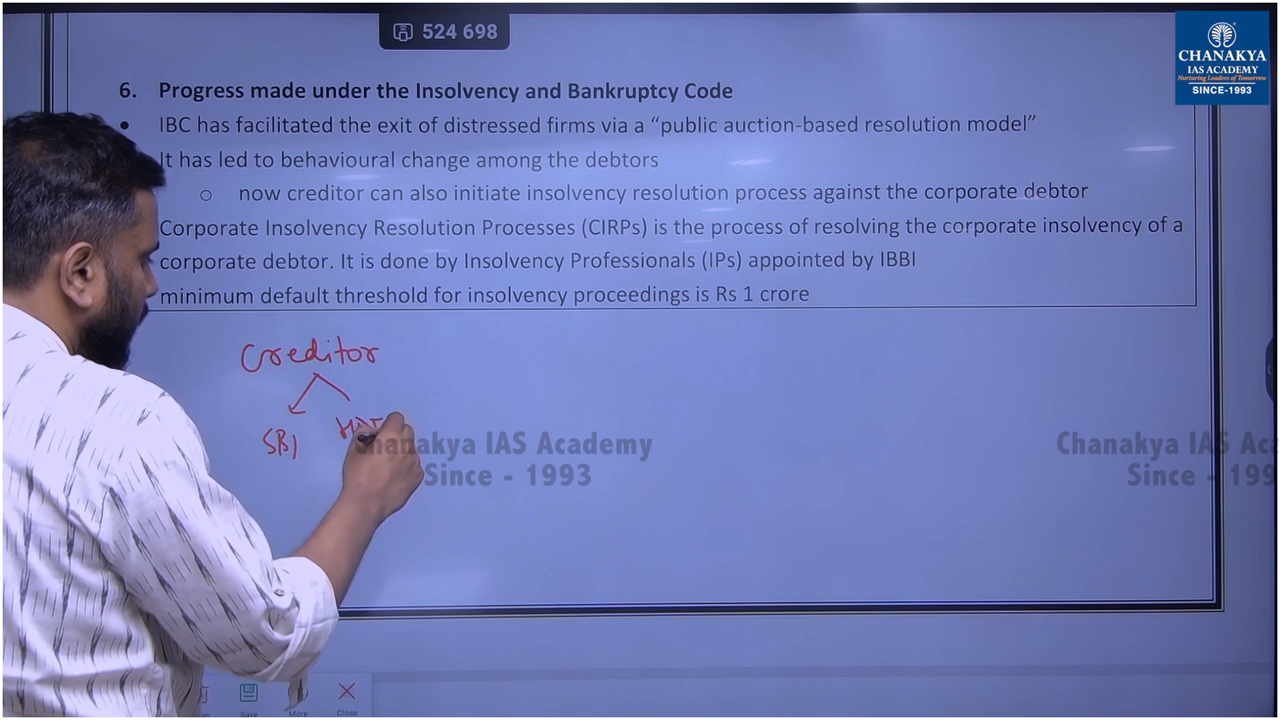 524 698
CHANAKYA
IAS ACADEMY
Nurturing Leaders of Tomorrow
SINCE-1993
6. Progress made under the Insolvency and Bankruptcy Code
• IBC has facilitated the exit of distressed firms via a “public auction-based resolution model”
It has led to behavioural change among the debtors
o now creditor can also initiate insolvency resolution process against the corporate debtor
Corporate Insolvency Resolution Processes (CIRPs) is the process of resolving the corporate insolvency of a
corporate debtor. It is done by Insolvency Professionals (IPs) appointed by IBBI
minimum default threshold for insolvency proceedings is Rs 1 crore
Creditor
SBI
Chanakya IAS Academy
Since - 1993
Chanakya IAS Aca
Since - 199
Save
More
Close